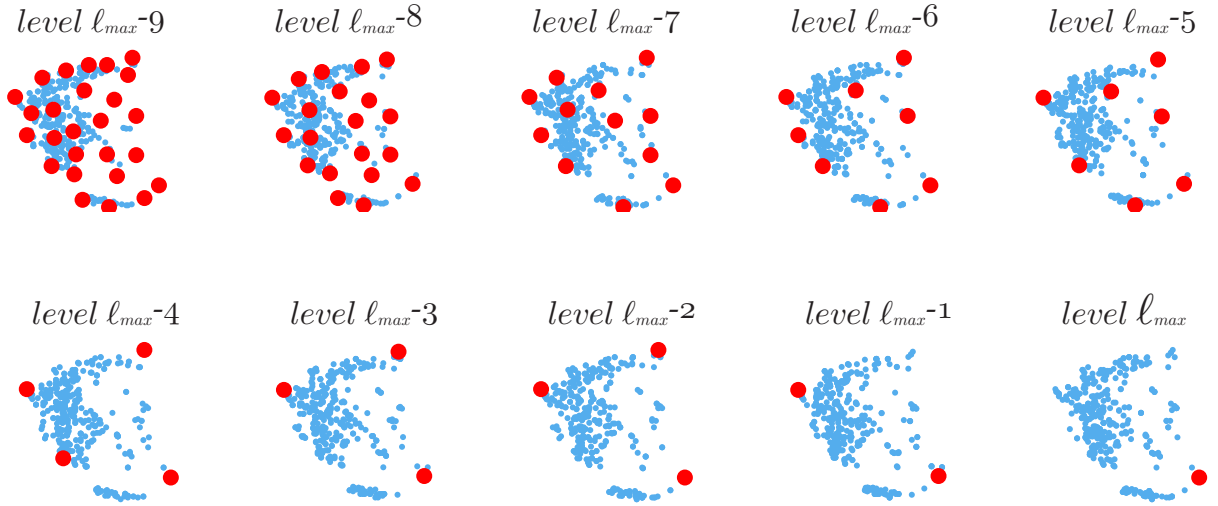 level ℓmax-9
level ℓmax-8
level ℓmax-7
level ℓmax-6
level ℓmax-5
level ℓmax-4
level ℓmax-3
level ℓmax-2
level ℓmax-1
level ℓmax